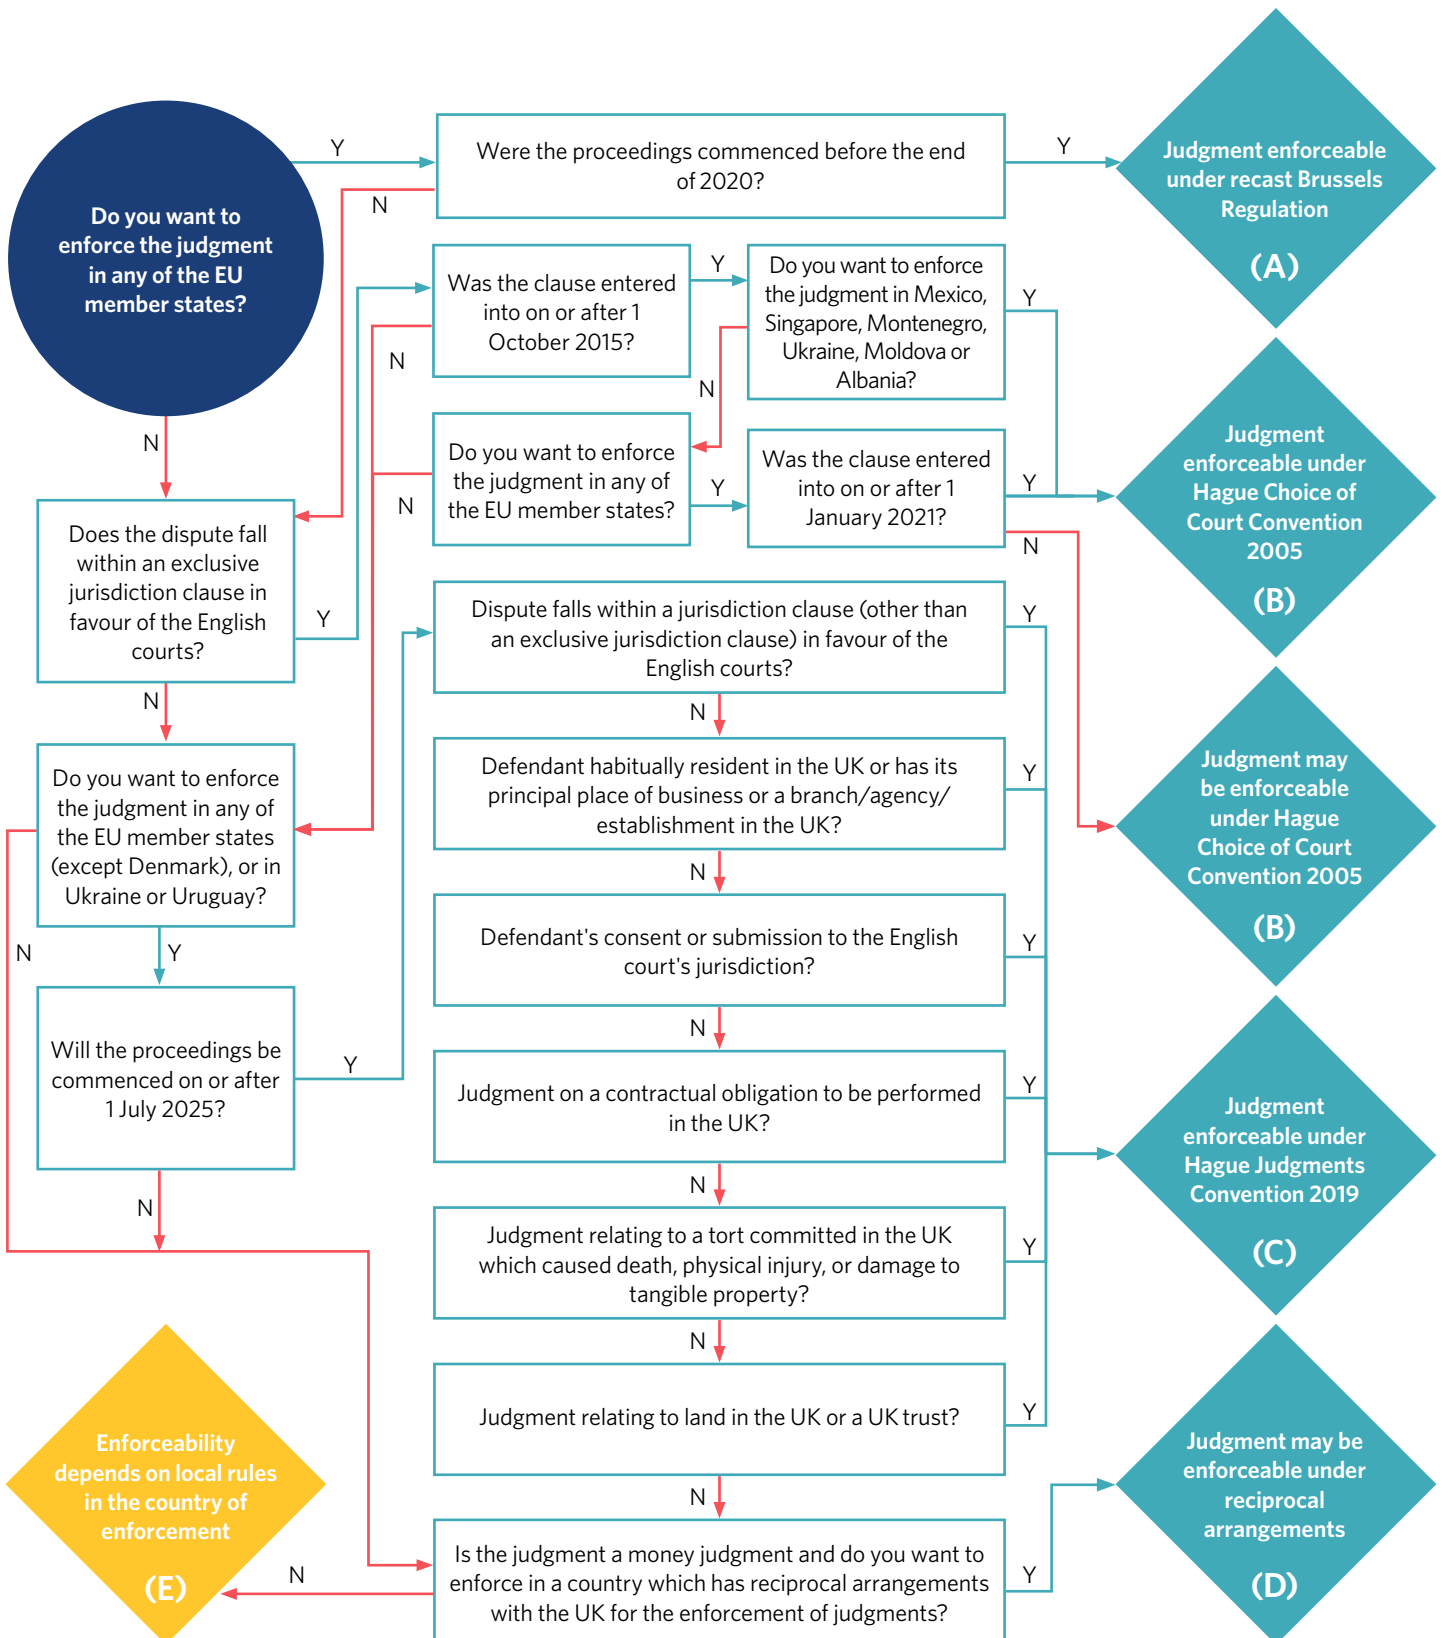 Do you want to
enforce the judgment
in any of the EU
member states?
Y
Were the proceedings commenced before the end
of 2020?
Y
Judgment enforceable
under recast Brussels
Regulation
(A)
N
N
Was the clause entered
into on or after 1
October 2015?
Y
Do you want to enforce
the judgment in Mexico,
Singapore, Montenegro,
Ukraine, Moldova or
Albania?
Y
N
N
Do you want to enforce
the judgment in any of
the EU member states?
Y
N
Was the clause entered
into on or after 1
January 2021?
Y
N
Judgment
enforceable under
Hague Choice of
Court Convention
2005
(B)
Does the dispute fall
within an exclusive
jurisdiction clause in
favour of the English
courts?
Y
N
Dispute falls within a jurisdiction clause (other than
an exclusive jurisdiction clause) in favour of the
English courts?
Y
N
Judgment may
be enforceable
under Hague
Choice of Court
Convention 2005
(B)
Do you want to enforce
the judgment in any of
the EU member states
(except Denmark), or in
Ukraine or Uruguay?
N
Y
Defendant habitually resident in the UK or has its
principal place of business or a branch/agency/
establishment in the UK?
Y
N
Defendant's consent or submission to the English
court's jurisdiction?
Y
N
Will the proceedings be
commenced on or after
1 July 2025?
Y
N
Judgment on a contractual obligation to be performed
in the UK?
Y
N
Judgment
enforceable under
Hague Judgments
Convention 2019
(C)
Judgment relating to a tort committed in the UK
which caused death, physical injury, or damage to
tangible property?
Y
N
Judgment relating to land in the UK or a UK trust?
Y
N
Enforceability
depends on local rules
in the country of
enforcement
(E)
N
Is the judgment a money judgment and do you want to
enforce in a country which has reciprocal arrangements
with the UK for the enforcement of judgments?
Y
Judgment may be
enforceable under
reciprocal
arrangements
(D)